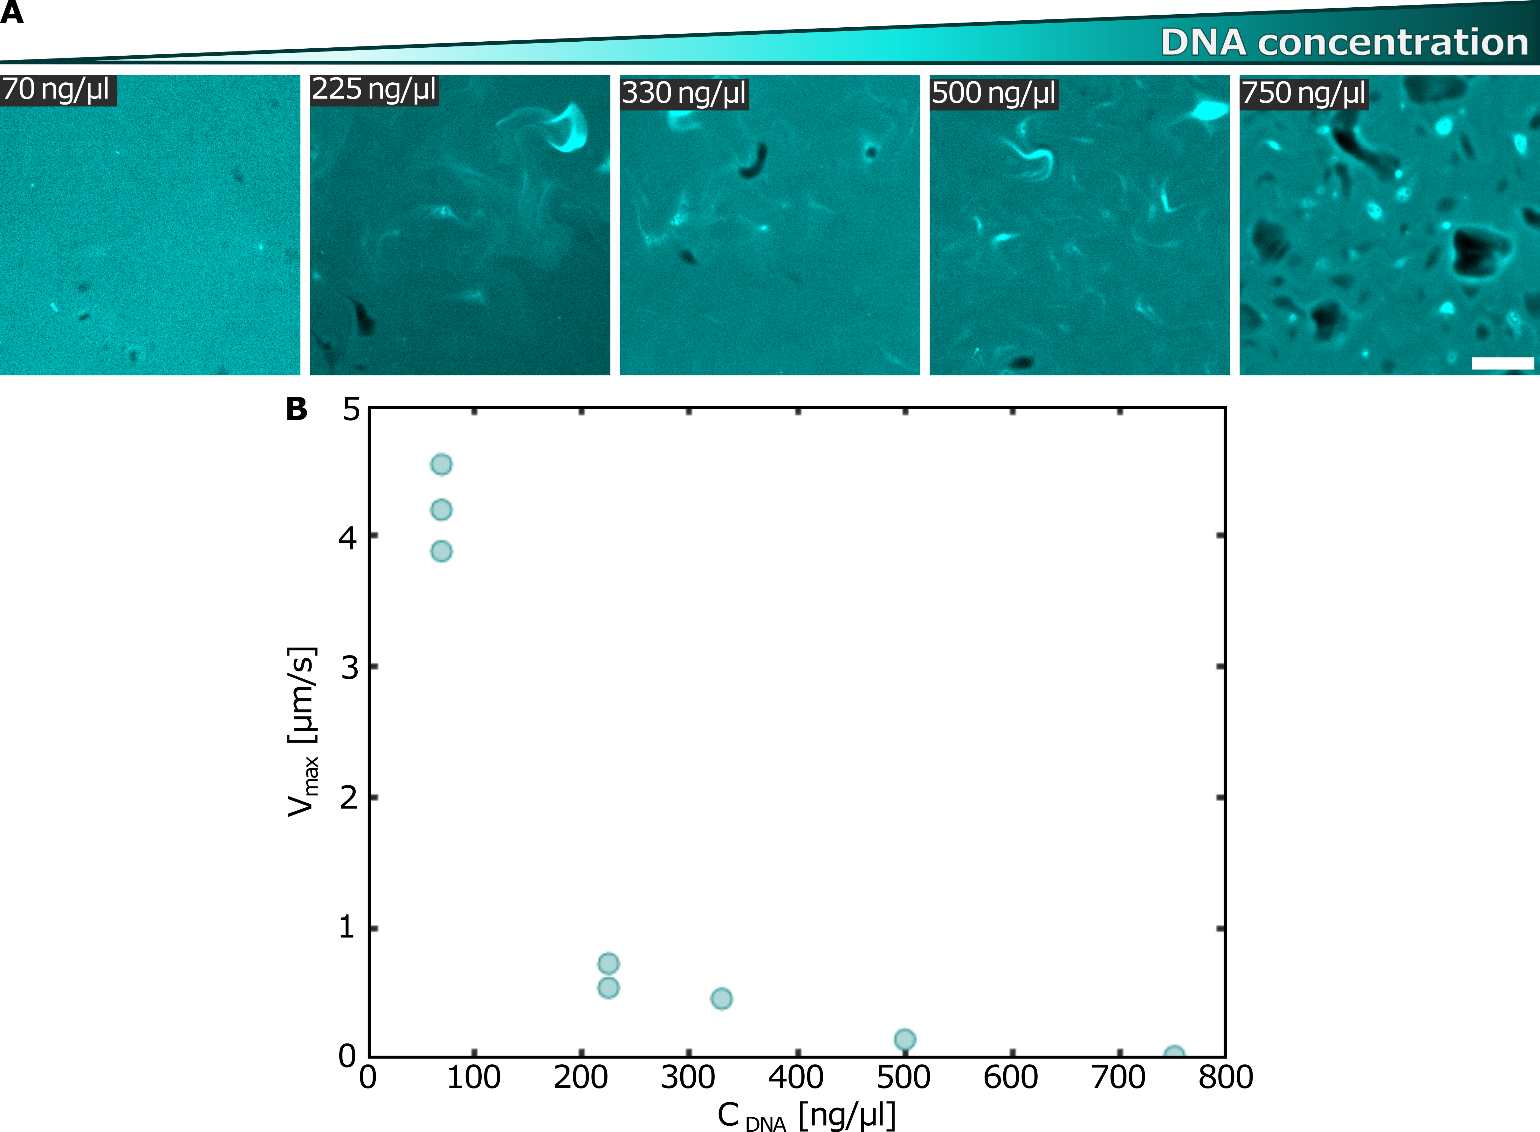 A
DNA concentration
70 ng/µl
225 ng/µl
330 ng/µl
500 ng/µl
750 ng/µl
B
5
4
3
2
1
0
Vmax [µm/s]
0 100 200 300 400 500 600 700 800
C DNA [ng/µl]